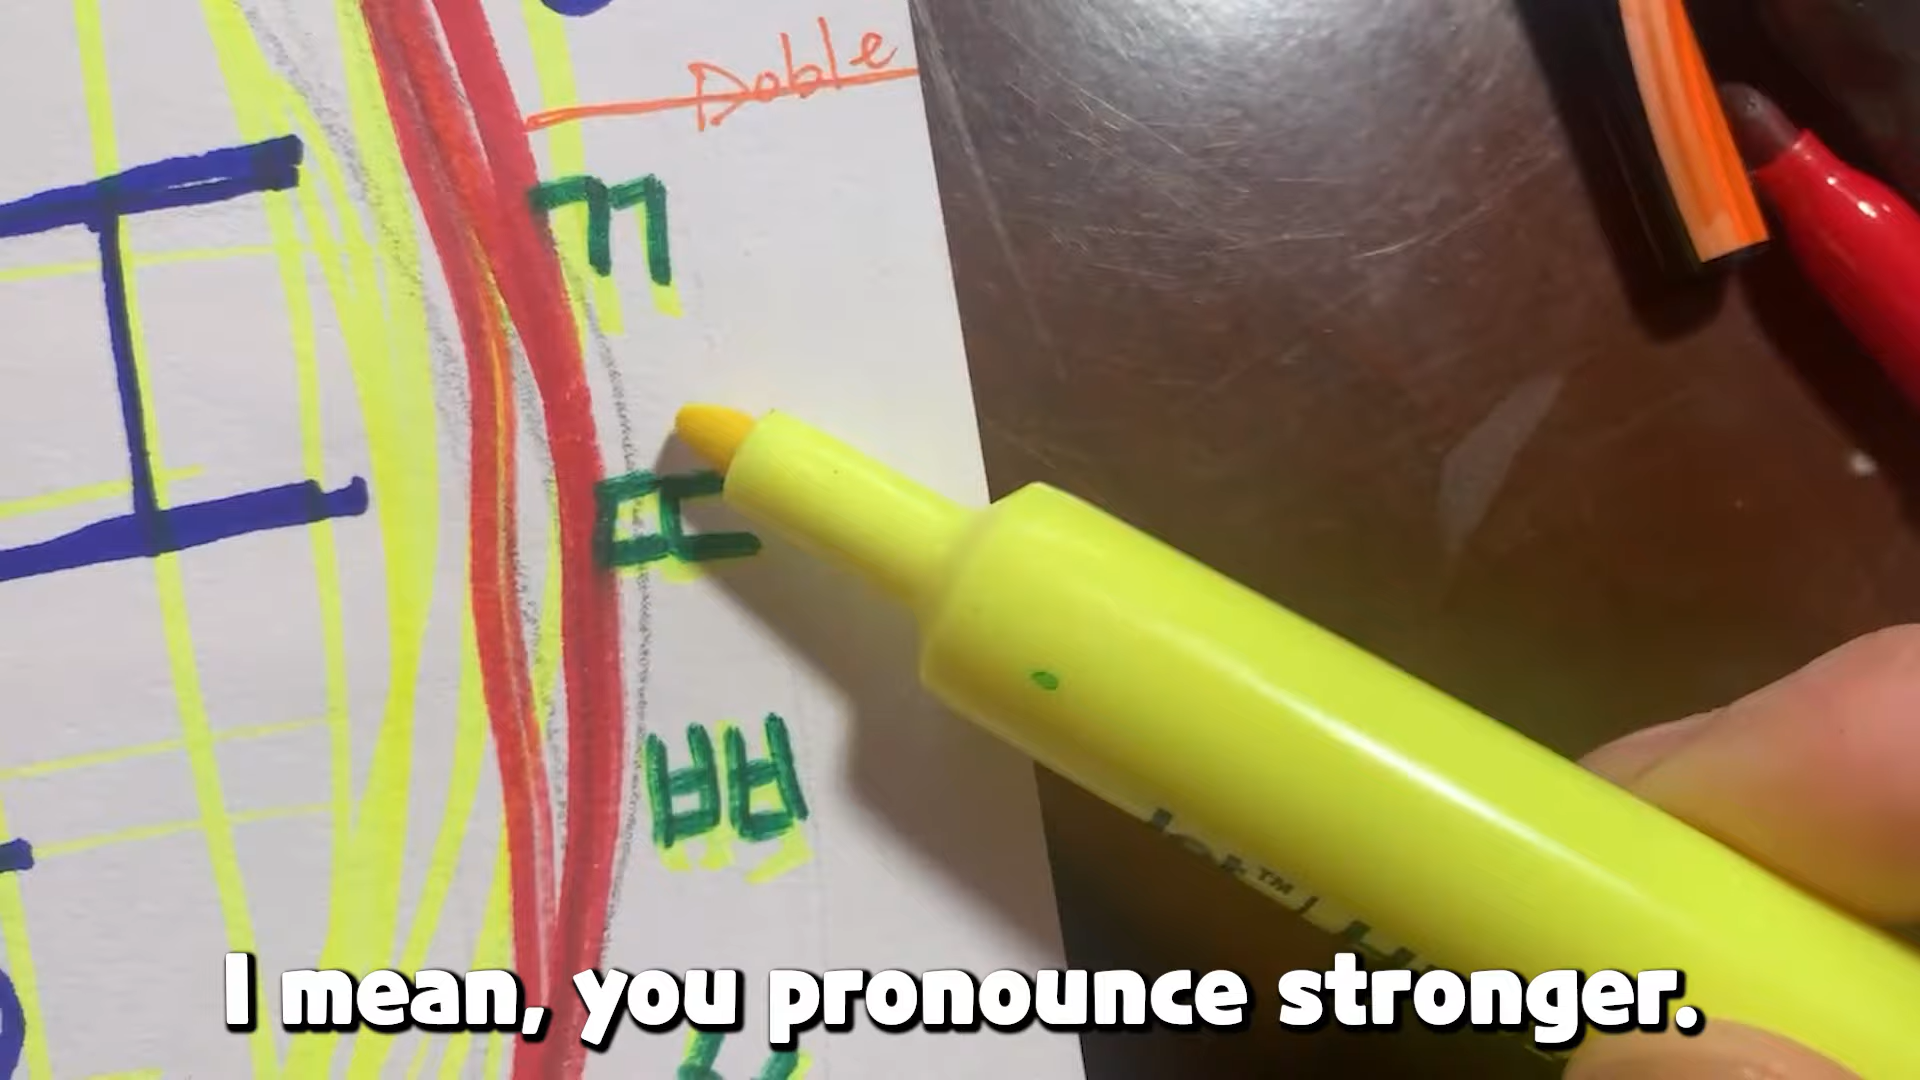 Doble
ㄲ
ㄸ
ㅃ
I mean, you pronounce stronger.